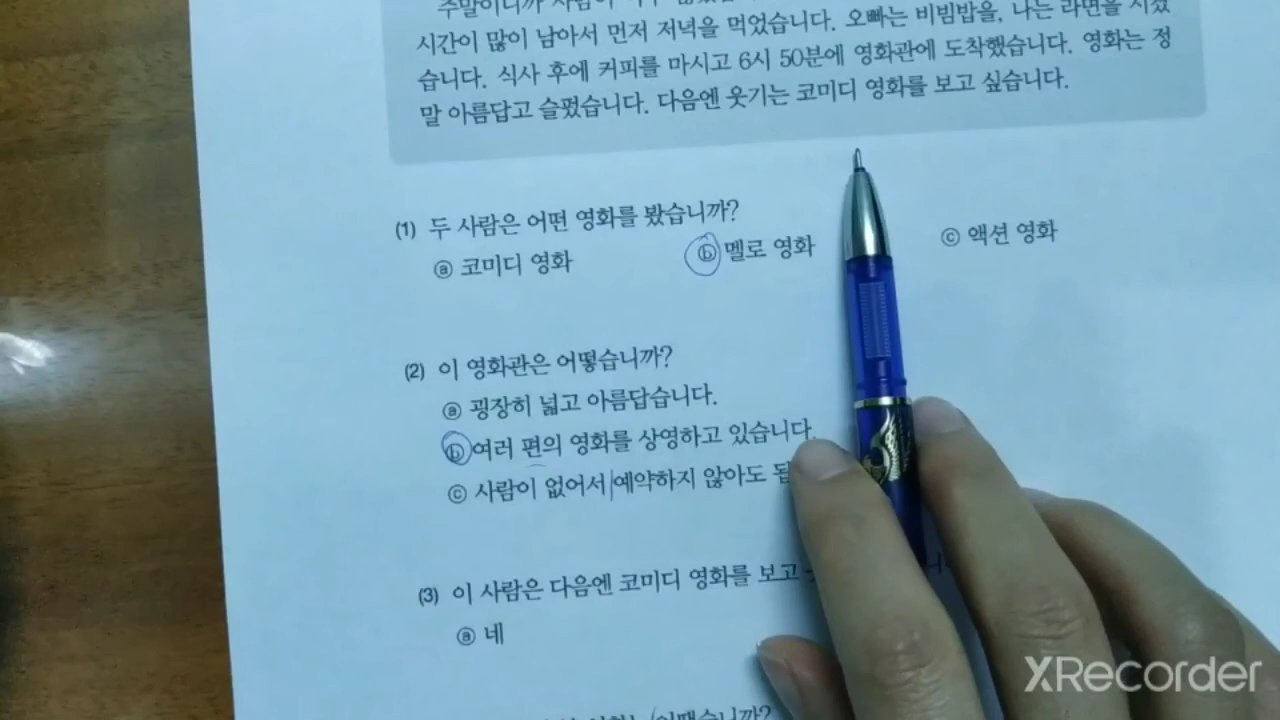 시간이 많이 남아서 먼저 저녁을 먹었습니다. 오빠는 비빔밥을, 나는 라면을 시켰
습니다. 식사 후에 커피를 마시고 6시 50분에 영화관에 도착했습니다. 영화는 정
말 아름답고 슬펐습니다. 다음엔 웃기는 코미디 영화를 보고 싶습니다.
(1) 두 사람은 어떤 영화를 봤습니까?
ⓐ 코미디 영화 ⓑ 멜로 영화 ⓒ 액션 영화
(2) 이 영화관은 어떻습니까?
ⓐ 굉장히 넓고 아름답습니다.
ⓑ 여러 편의 영화를 상영하고 있습니다.
ⓒ 사람이 없어서 예약하지 않아도
(3) 이 사람은 다음엔 코미디 영화를 보고
ⓐ 네
XRecorder